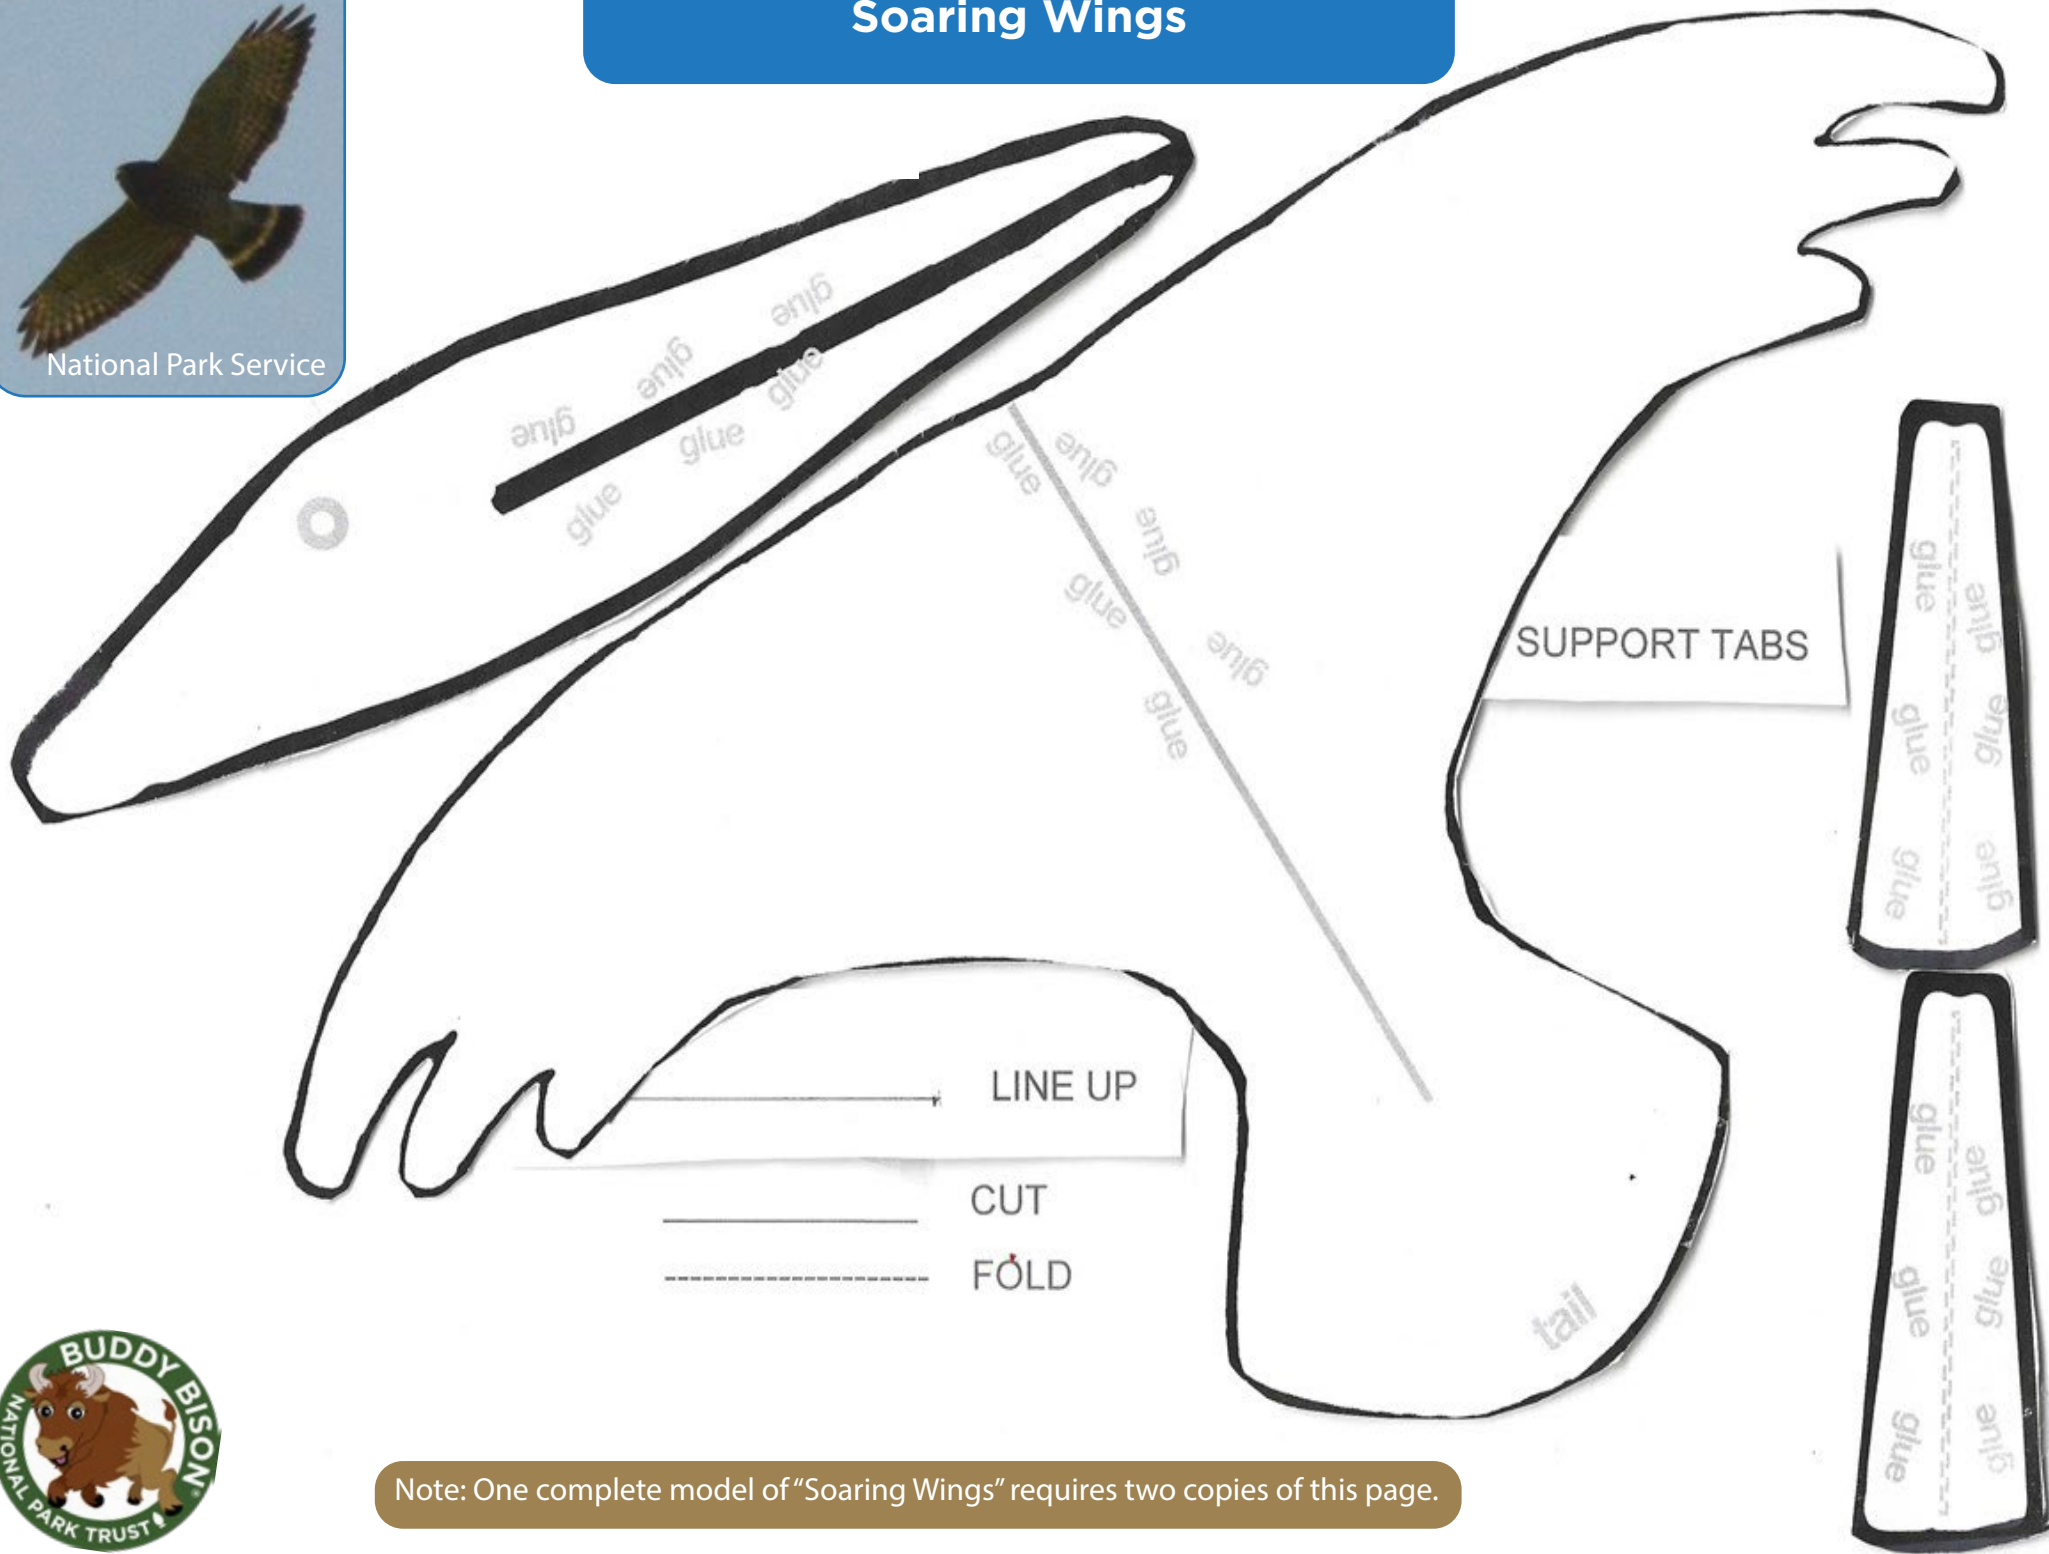 Soaring Wings
National Park Service
glue
glue
glue
glue
glue
glue
glue
glue
glue
glue
glue
glue
SUPPORT TABS
glue
glue
glue
glue
glue
glue
LINE UP
CUT
FOLD
tail
glue
glue
glue
glue
glue
glue
BUDDY BISON®
NATIONAL PARK TRUST
Note: One complete model of “Soaring Wings” requires two copies of this page.